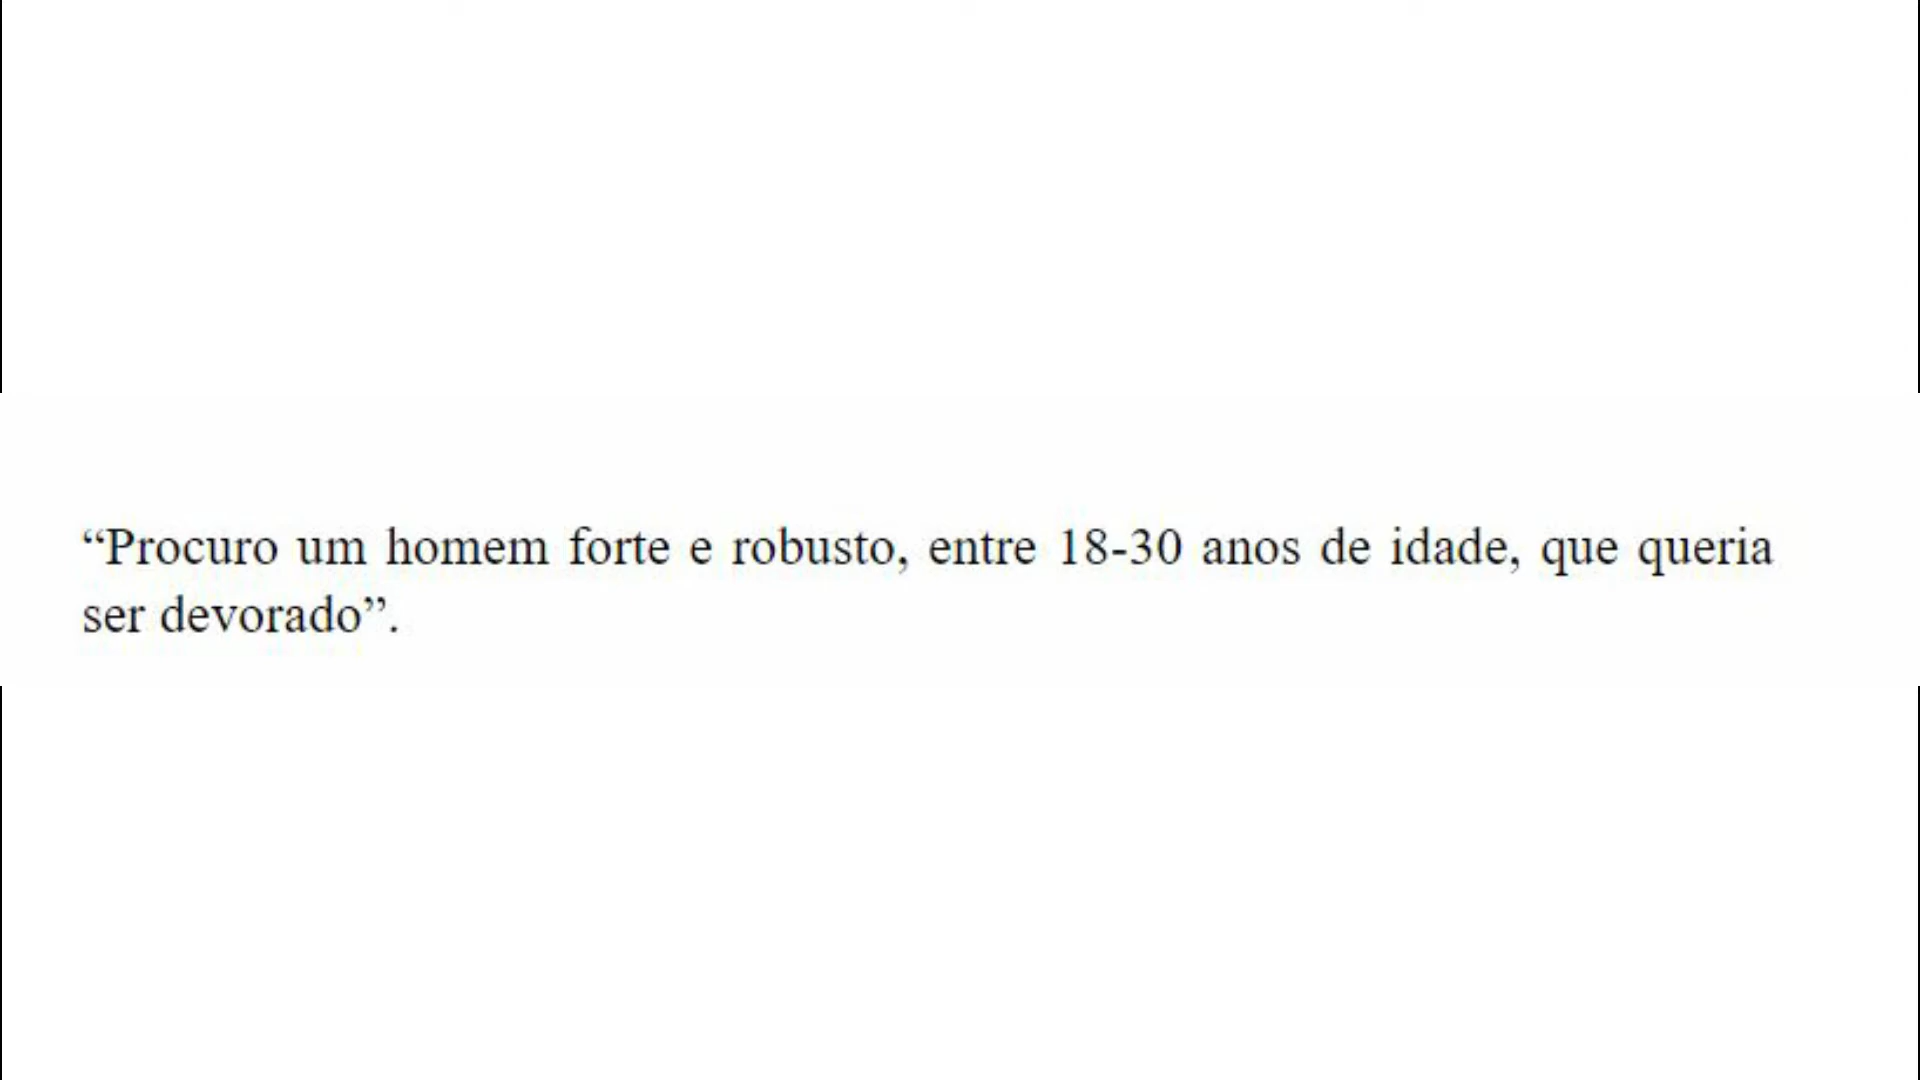 “Procuro um homem forte e robusto, entre 18-30 anos de idade, que queria
ser devorado”.